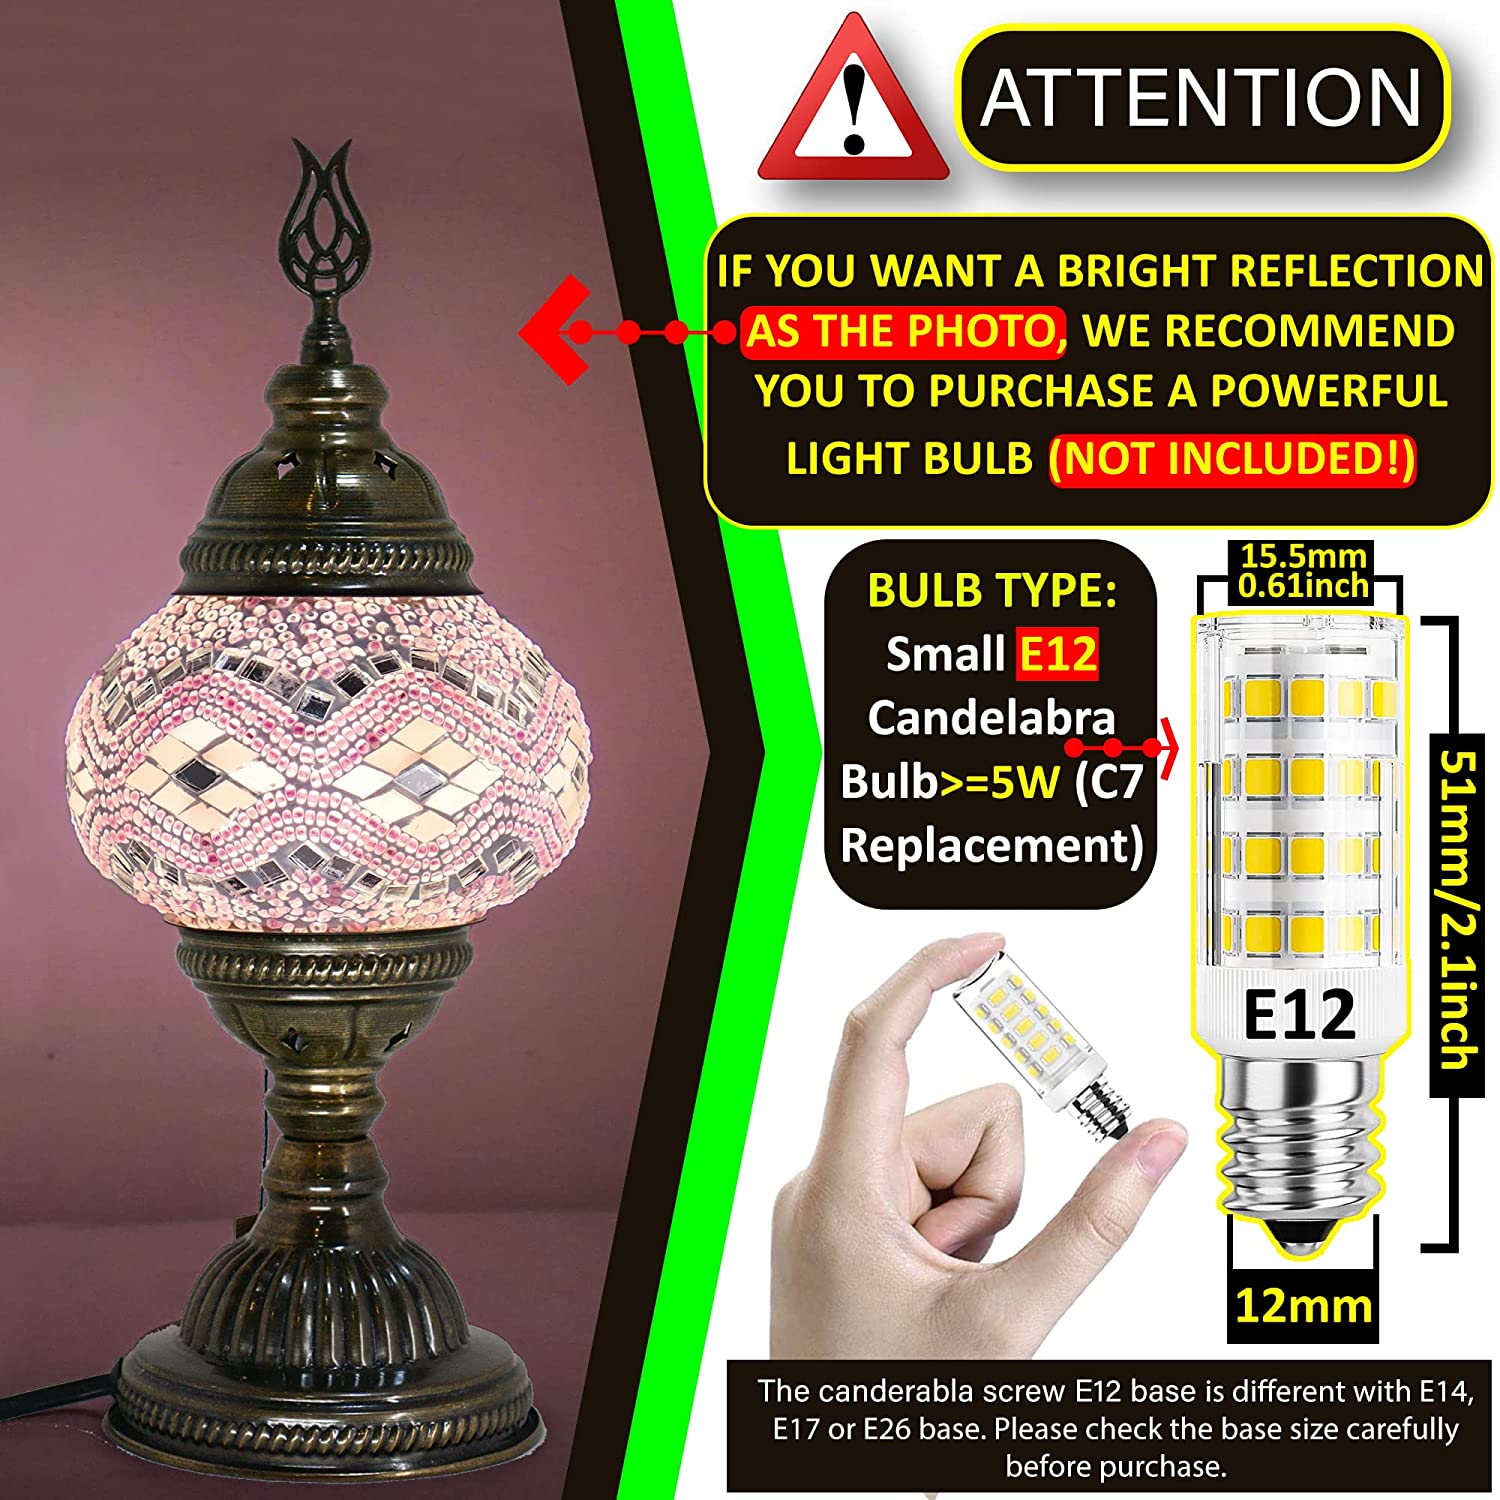 ATTENTION
IF YOU WANT A BRIGHT REFLECTION
AS THE PHOTO, WE RECOMMEND
YOU TO PURCHASE A POWERFUL
LIGHT BULB (NOT INCLUDED!)
BULB TYPE:
Small E12
Candelabra
Bulb>=5W (C7
Replacement)
15.5mm
0.61inch
51mm/2.1inch
E12
12mm
The canderabla screw E12 base is different with E14,
E17 or E26 base. Please check the base size carefully
before purchase.